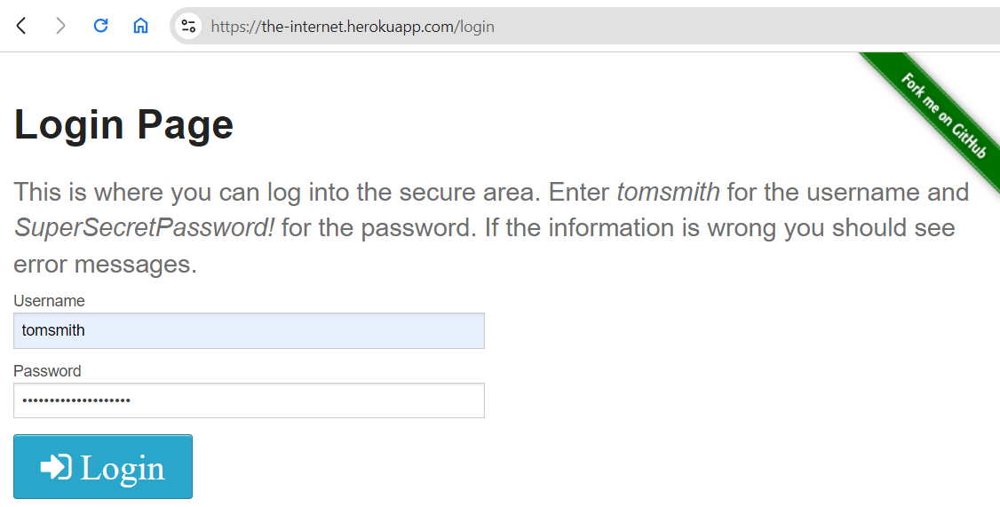 https://the-internet.herokuapp.com/login
Fork me on GitHub
Login Page
This is where you can log into the secure area. Enter tomsmith for the username and
SuperSecretPassword! for the password. If the information is wrong you should see
error messages.
Username
tomsmith
Password
••••••••••••••••••••
Login